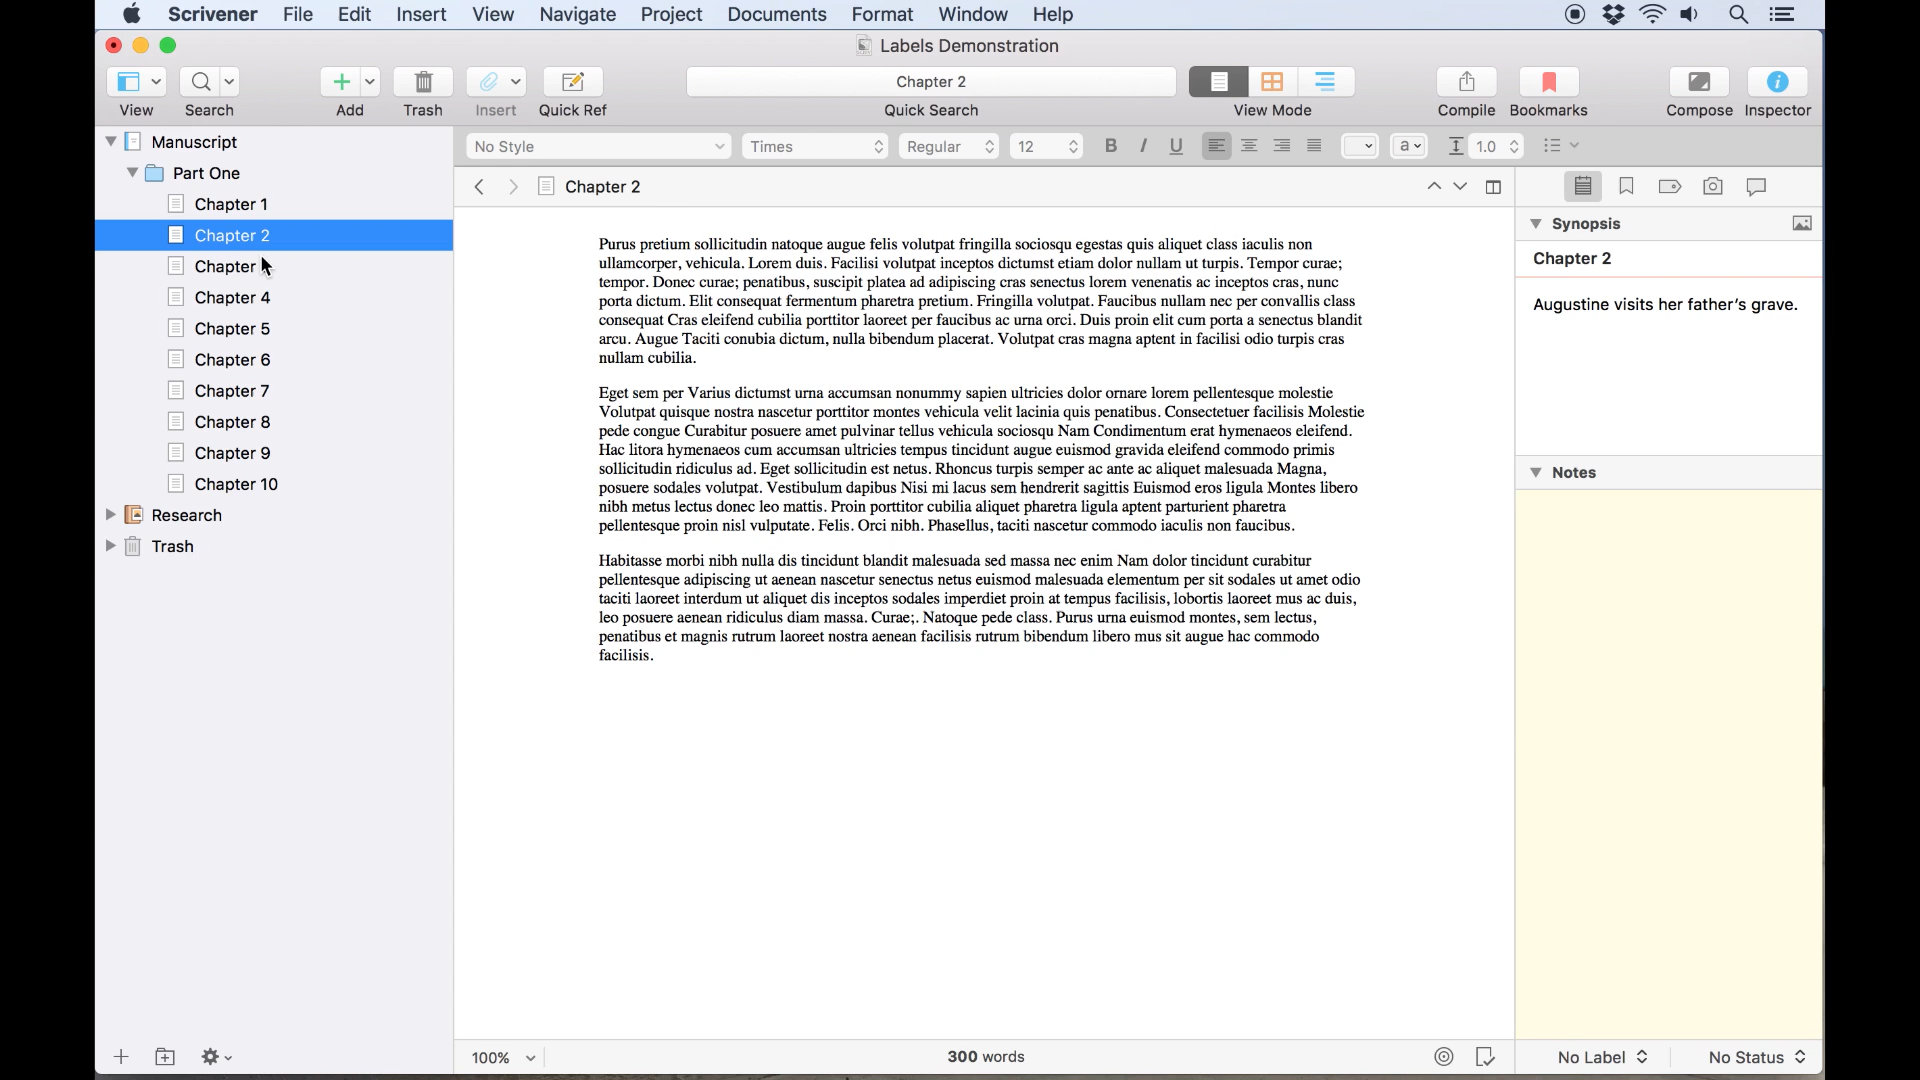 Scrivener File Edit Insert View Navigate Project Documents Format Window Help
Labels Demonstration
Chapter 2
View Search Add Trash Insert Quick Ref Quick Search View Mode Compile Bookmarks Compose Inspector
Manuscript
Part One
Chapter 1
Chapter 2
Chapter
Chapter 4
Chapter 5
Chapter 6
Chapter 7
Chapter 8
Chapter 9
Chapter 10
Research
Trash
No Style Times Regular 12 B I U a 1.0
Chapter 2
Purus pretium sollicitudin natoque augue felis volutpat fringilla sociosqu egestas quis aliquet class iaculis non
ullamcorper, vehicula. Lorem duis. Facilisi volutpat inceptos dictumst etiam dolor nullam ut turpis. Tempor curae;
tempor. Donec curae; penatibus, suscipit platea ad adipiscing cras senectus lorem venenatis ac inceptos cras, nunc
porta dictum. Elit consequat fermentum pharetra pretium. Fringilla volutpat. Faucibus nullam nec per convallis class
consequat Cras eleifend cubilia porttitor laoreet per faucibus ac urna orci. Duis proin elit cum porta a senectus blandit
arcu. Augue Taciti conubia dictum, nulla bibendum placerat. Volutpat cras magna aptent in facilisi odio turpis cras
nullam cubilia.
Eget sem per Varius dictumst urna accumsan nonummy sapien ultricies dolor ornare lorem pellentesque molestie
Volutpat quisque nostra nascetur porttitor montes vehicula velit lacinia quis penatibus. Consectetuer facilisis Molestie
pede congue Curabitur posuere amet pulvinar tellus vehicula sociosqu Nam Condimentum erat hymenaeos eleifend.
Hac litora hymenaeos cum accumsan ultricies tempus tincidunt augue euismod gravida eleifend commodo primis
sollicitudin ridiculus ad. Eget sollicitudin est netus. Rhoncus turpis semper ac ante ac aliquet malesuada Magna,
posuere sodales volutpat. Vestibulum dapibus Nisi mi lacus sem hendrerit sagittis Euismod eros ligula Montes libero
nibh metus lectus donec leo mattis. Proin porttitor cubilia aliquet pharetra ligula aptent parturient pharetra
pellentesque proin nisl vulputate. Felis. Orci nibh. Phasellus, taciti nascetur commodo iaculis non faucibus.
Habitasse morbi nibh nulla dis tincidunt blandit malesuada sed massa nec enim Nam dolor tincidunt curabitur
pellentesque adipiscing ut aenean nascetur senectus netus euismod malesuada elementum per sit sodales ut amet odio
taciti laoreet interdum ut aliquet dis inceptos sodales imperdiet proin at tempus facilisis, lobortis laoreet mus ac duis,
leo posuere aenean ridiculus diam massa. Curae;. Natoque pede class. Purus urna euismod montes, sem lectus,
penatibus et magnis rutrum laoreet nostra aenean facilisis rutrum bibendum libero mus sit augue hac commodo
facilisis.
Synopsis
Chapter 2
Augustine visits her father's grave.
Notes
100% 300 words No Label No Status